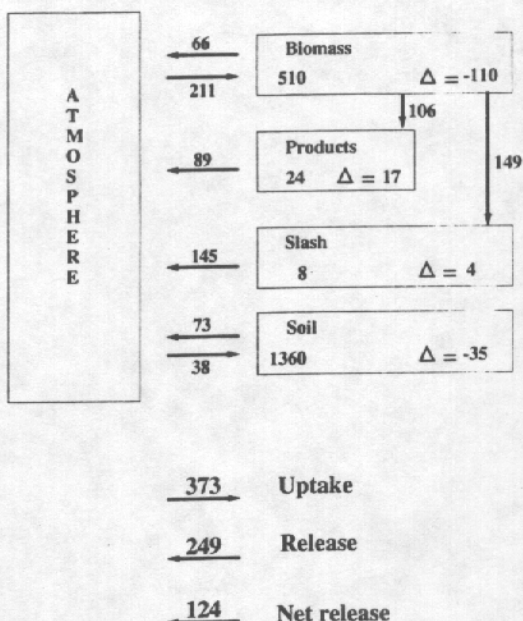 ATMOSPHERE
66
211
Biomass
510 Δ = -110
106
149
89
Products
24 Δ = 17
145
Slash
8 Δ = 4
73
38
Soil
1360 Δ = -35
373 Uptake
249 Release
124 Net release